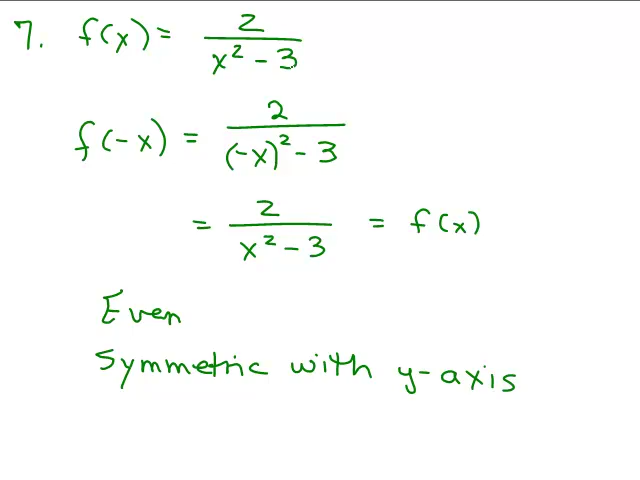 7. f(x) = 2 / (x² - 3)
f(-x) = 2 / ((-x)² - 3)
= 2 / (x² - 3) = f(x)
Even
Symmetric with y-axis